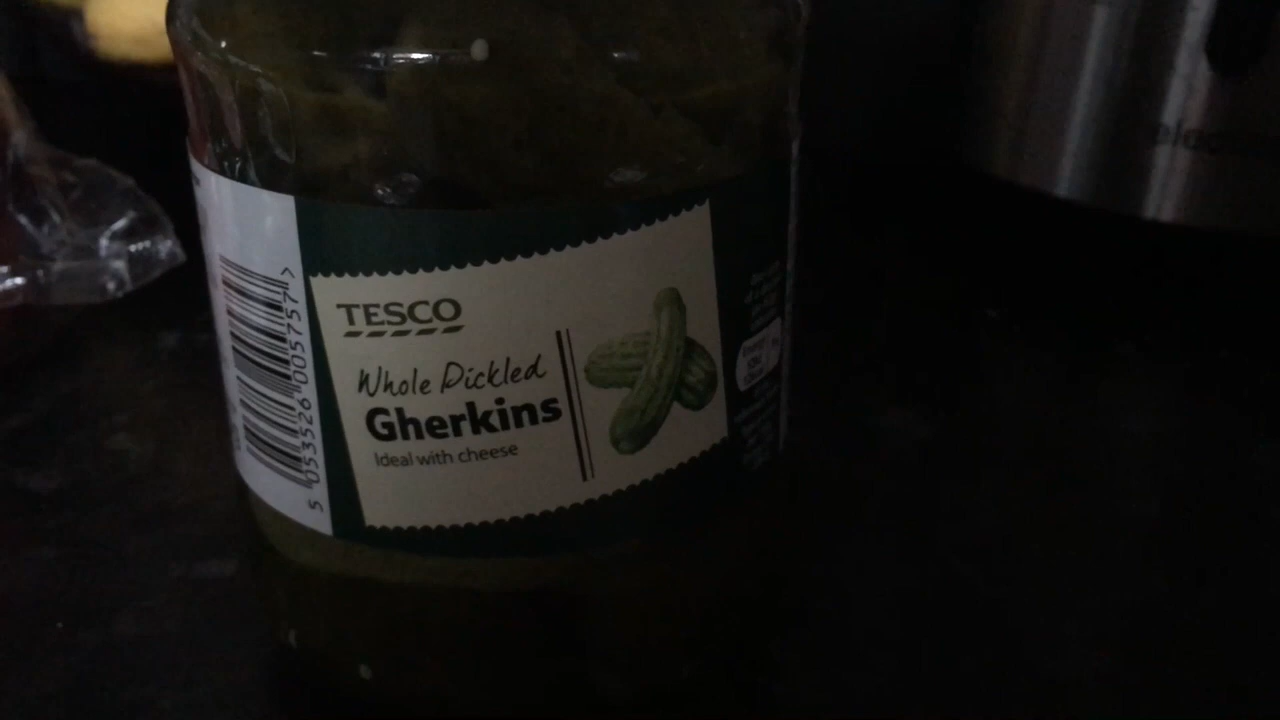 TESCO
Whole Pickled
Gherkins
Ideal with cheese
5 053526 005757 >